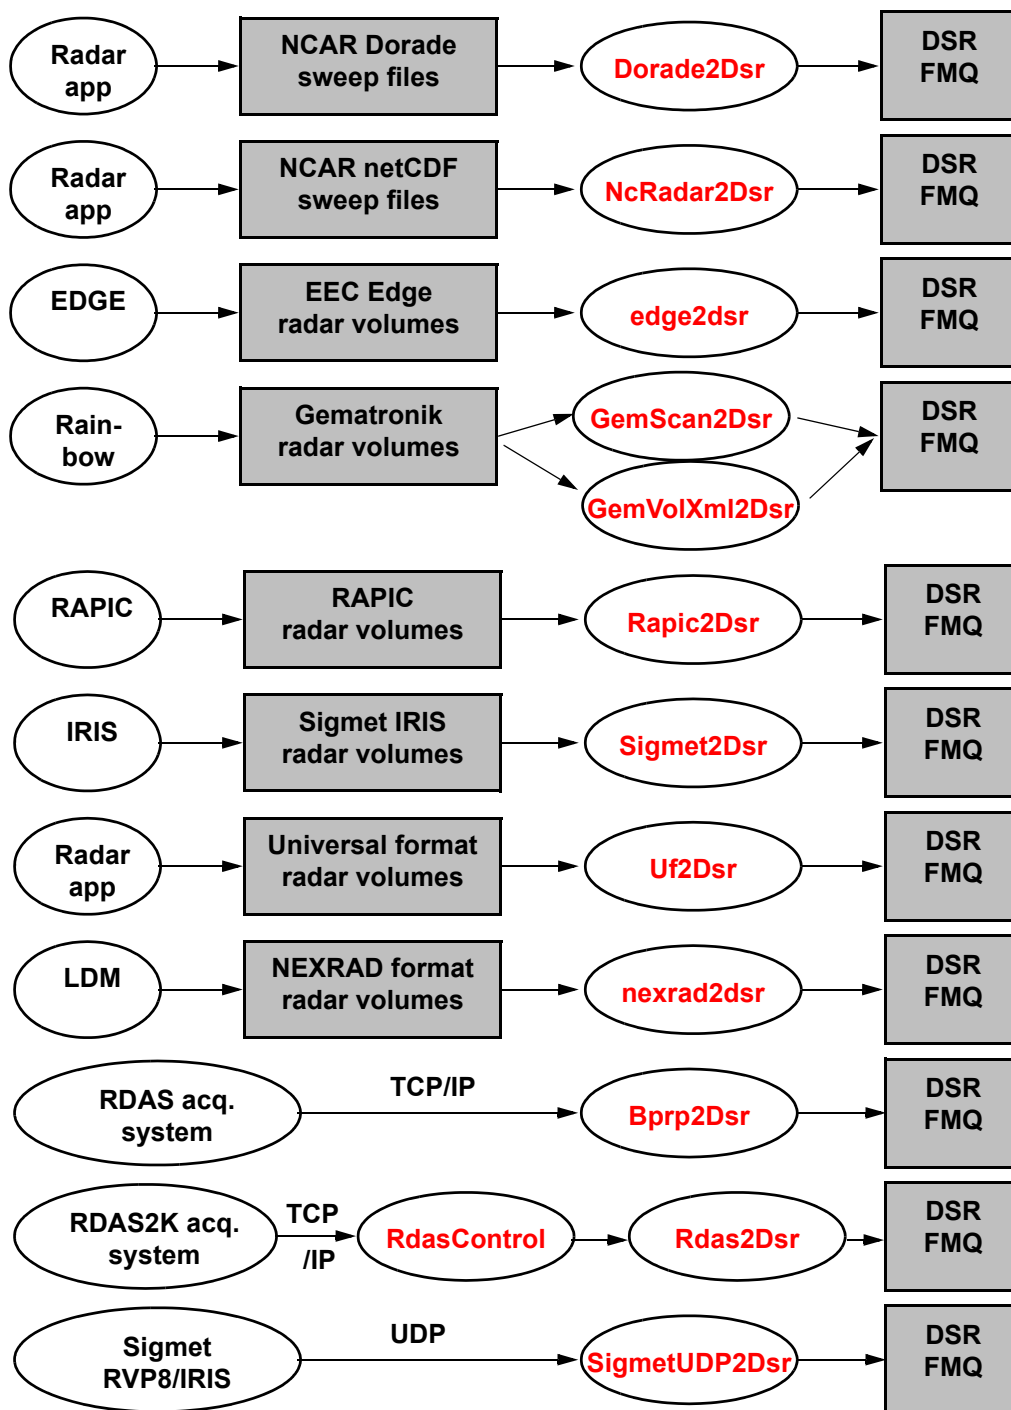 Radar
app
NCAR Dorade
sweep files
Dorade2Dsr
DSR
FMQ
Radar
app
NCAR netCDF
sweep files
NcRadar2Dsr
DSR
FMQ
EDGE
EEC Edge
radar volumes
edge2dsr
DSR
FMQ
Rain-
bow
Gematronik
radar volumes
GemScan2Dsr
GemVolXml2Dsr
DSR
FMQ
RAPIC
RAPIC
radar volumes
Rapic2Dsr
DSR
FMQ
IRIS
Sigmet IRIS
radar volumes
Sigmet2Dsr
DSR
FMQ
Radar
app
Universal format
radar volumes
Uf2Dsr
DSR
FMQ
LDM
NEXRAD format
radar volumes
nexrad2dsr
DSR
FMQ
RDAS acq.
system
TCP/IP
Bprp2Dsr
DSR
FMQ
RDAS2K acq.
system
TCP
/IP
RdasControl
Rdas2Dsr
DSR
FMQ
Sigmet
RVP8/IRIS
UDP
SigmetUDP2Dsr
DSR
FMQ